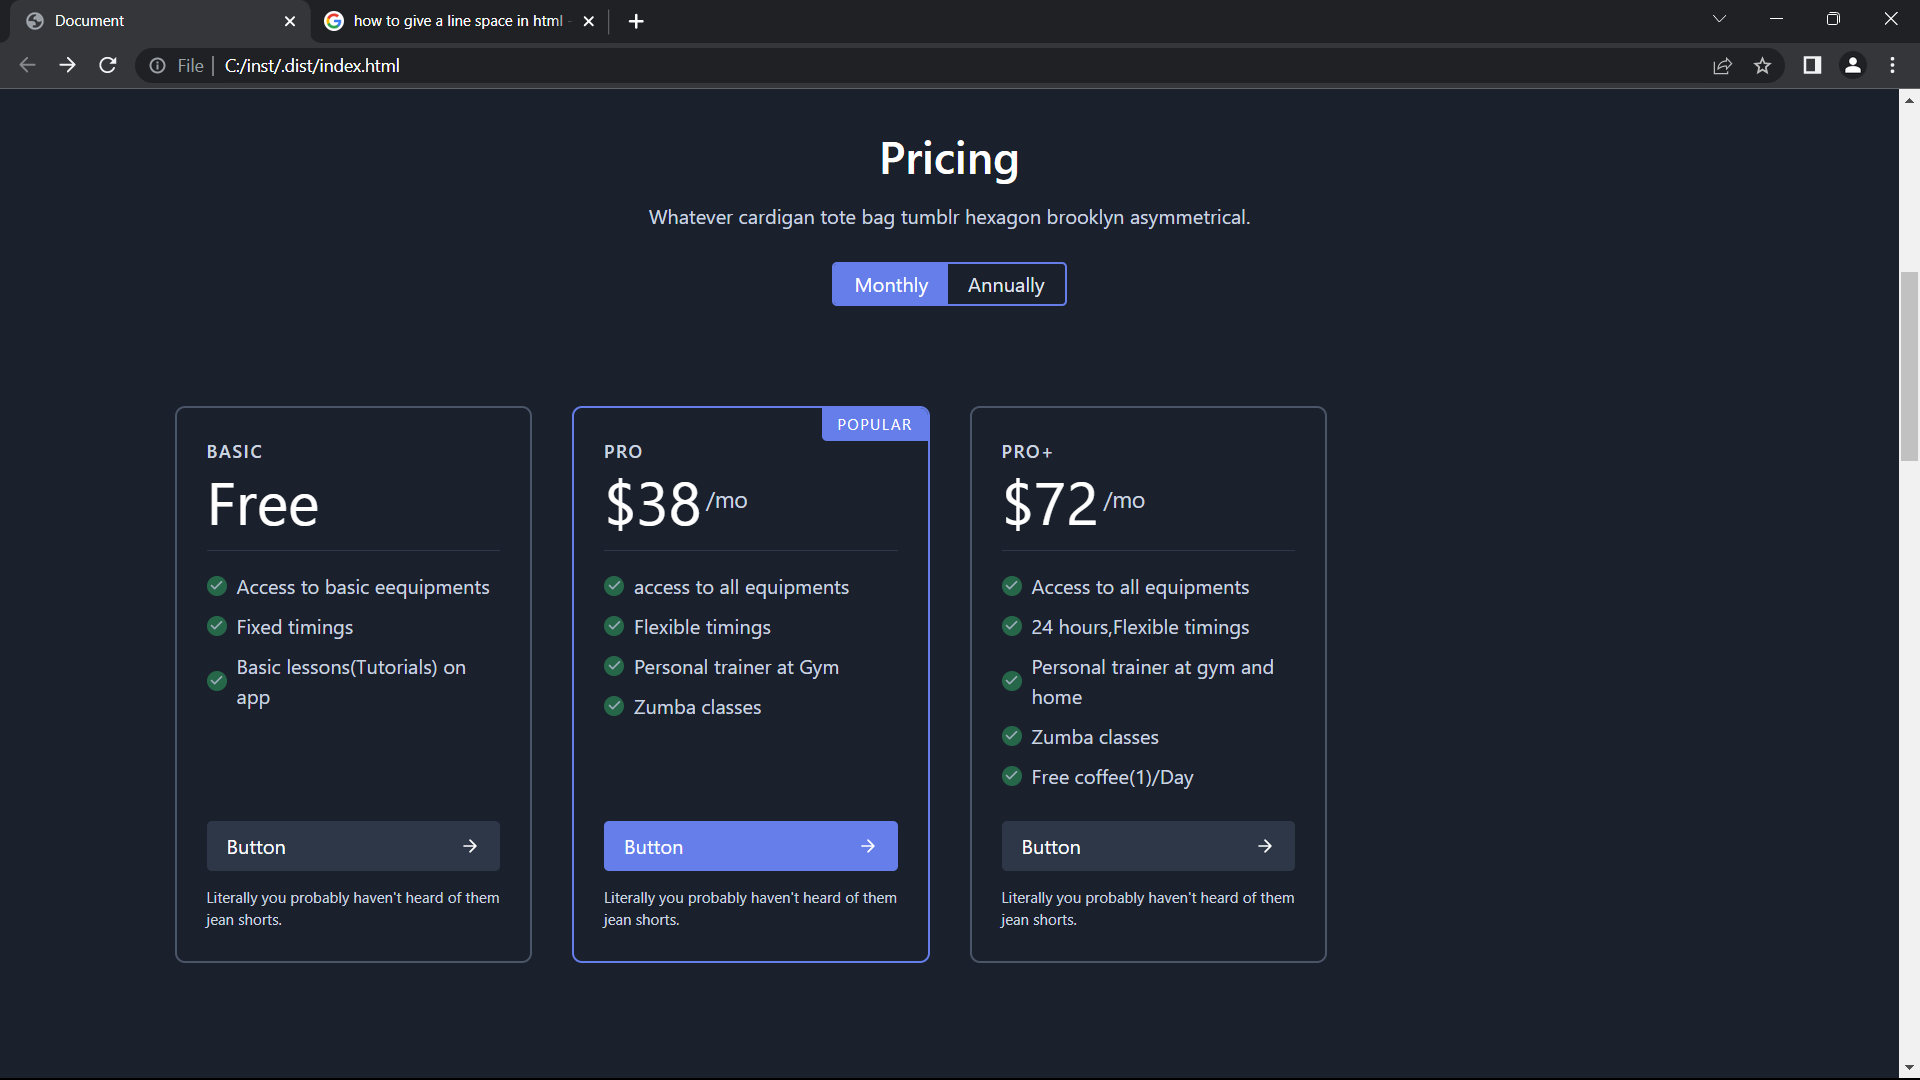 Document
how to give a line space in html
File
C:/inst/.dist/index.html
Pricing
Whatever cardigan tote bag tumblr hexagon brooklyn asymmetrical.
Monthly
Annually
BASIC
Free
Access to basic eequipments
Fixed timings
Basic lessons(Tutorials) on
app
Button
Literally you probably haven't heard of them
jean shorts.
POPULAR
PRO
$38 /mo
access to all equipments
Flexible timings
Personal trainer at Gym
Zumba classes
Button
Literally you probably haven't heard of them
jean shorts.
PRO+
$72 /mo
Access to all equipments
24 hours,Flexible timings
Personal trainer at gym and
home
Zumba classes
Free coffee(1)/Day
Button
Literally you probably haven't heard of them
jean shorts.